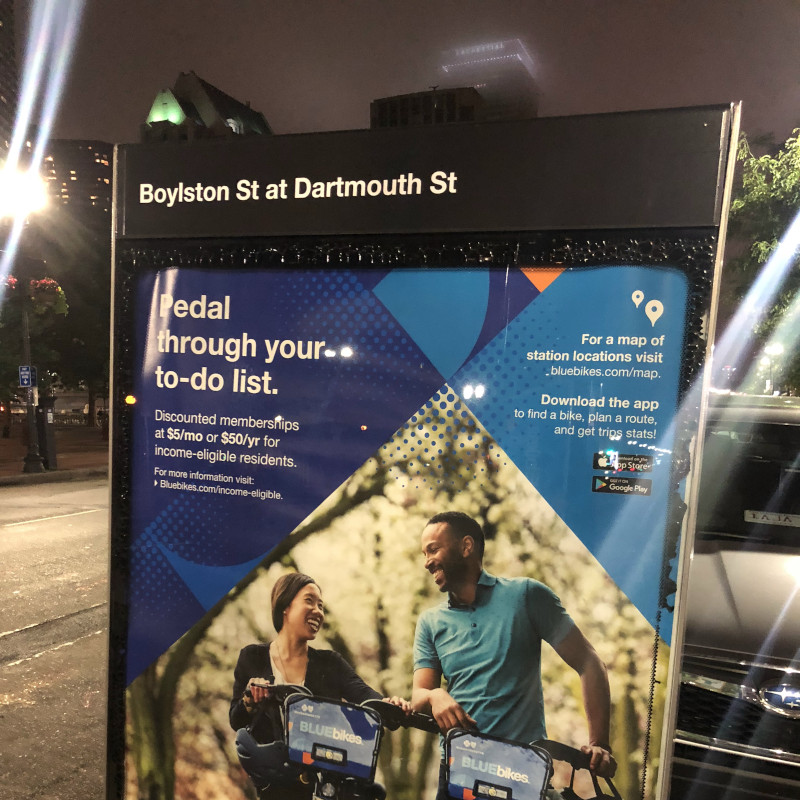 Boylston St at Dartmouth St
Pedal
through your
to-do list.
Discounted memberships
at $5/mo or $50/yr for
income-eligible residents.
For more information visit:
Bluebikes.com/income-eligible.
For a map of
station locations visit
bluebikes.com/map.
Download the app
to find a bike, plan a route,
and get trips stats!
App Store
GET IT ON
Google Play
BLUEbikes
BLUEbikes